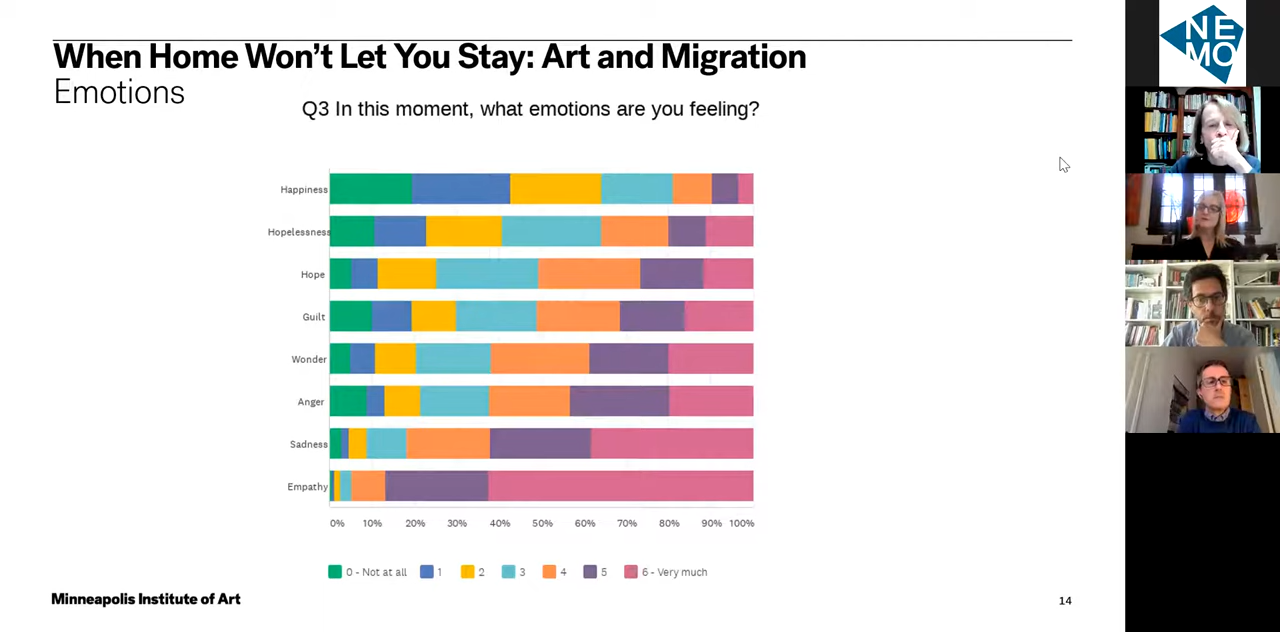 When Home Won't Let You Stay: Art and Migration
Emotions
Q3 In this moment, what emotions are you feeling?
Happiness
Hopelessness
Hope
Guilt
Wonder
Anger
Sadness
Empathy
0% 10% 20% 30% 40% 50% 60% 70% 80% 90% 100%
0 - Not at all 1 2 3 4 5 6 - Very much
Minneapolis Institute of Art
14
NE
MO